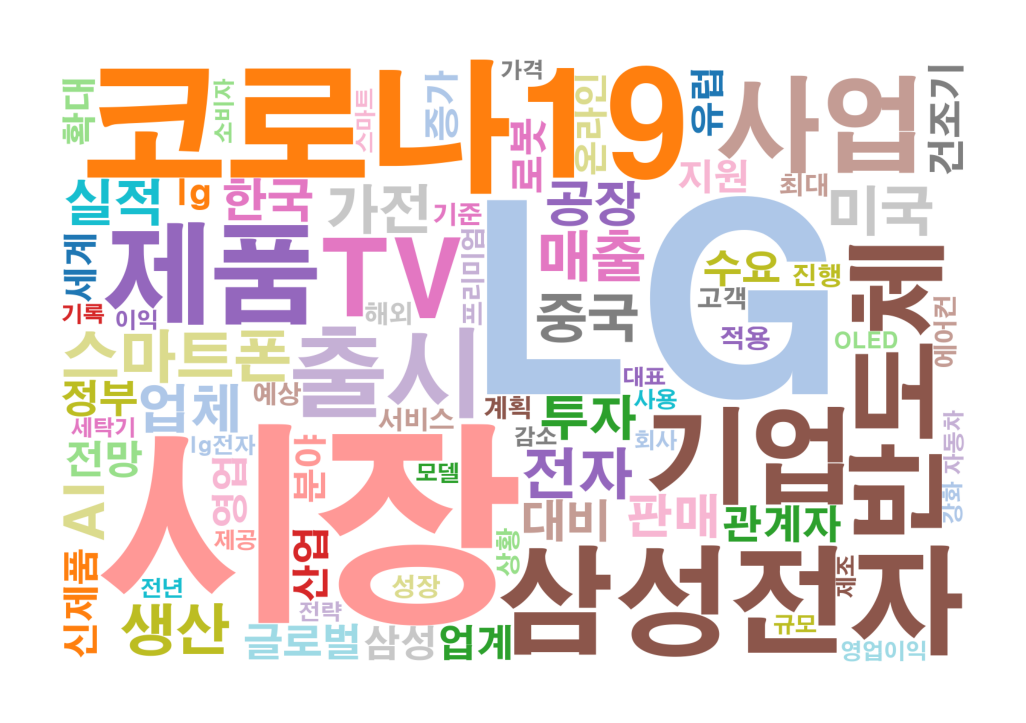 코로나19
가격
확대
소비자
스마트
증가
로봇
온라인
유럽
사업
건조기
실적
lg
한국
가전
기준
공장
지원
최대
미국
세계
제품
TV
프리미엄
매출
LG
수요
진행
기록
이익
해외
중국
고객
적용
OLED
에어컨
반도체
스마트폰
출시
정부
업체
예상
서비스
계획
대표
투자
사용
기업
세탁기
lg전자
전망
시장
분야
모델
감소
회사
전자
강화
자동차
AI
영업
제공
대비
판매
관계자
산업
상황
신제품
전년
성장
전략
삼성전자
제조
생산
글로벌
삼성
업계
규모
영업이익